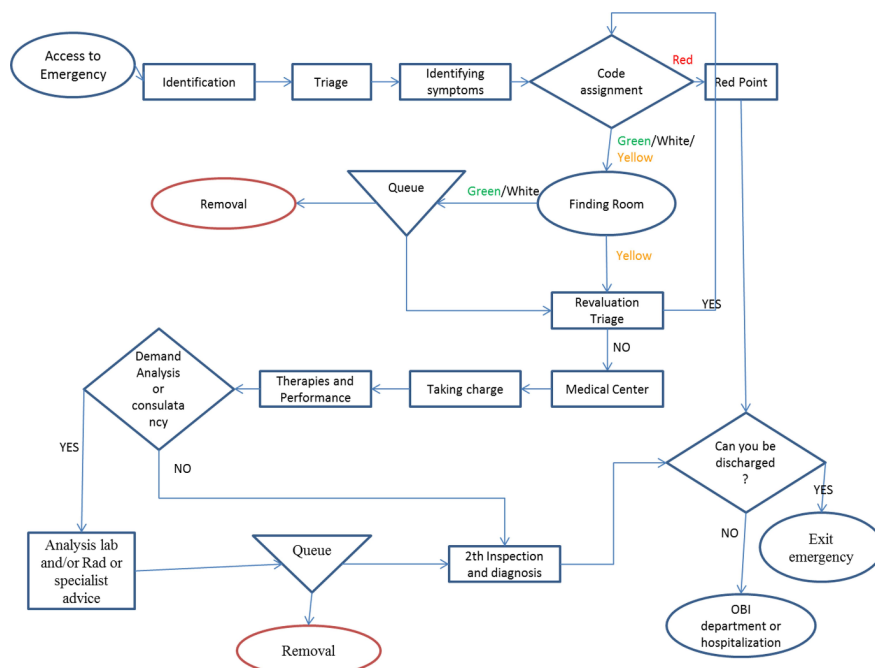 Access to
Emergency
Identification
Triage
Identifying
symptoms
Code
assignment
Red
Red Point
Green/White/
Yellow
Removal
Queue
Green/White
Finding Room
Yellow
Revaluation
Triage
YES
NO
Demand
Analysis
or
consulata
ncy
Therapies and
Performance
Taking charge
Medical Center
YES
NO
Can you be
discharged
?
YES
NO
Analysis lab
and/or Rad or
specialist
advice
Queue
2th Inspection
and diagnosis
Exit
emergency
OBI
department or
hospitalization
Removal